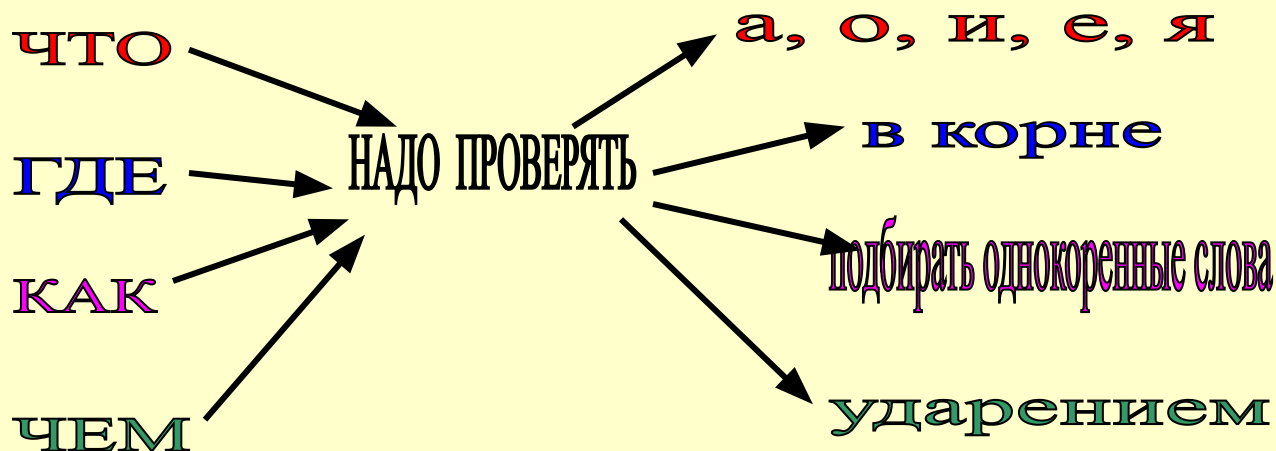 ЧТО
ГДЕ
КАК
ЧЕМ
НАДО ПРОВЕРЯТЬ
а, о, и, е, я
в корне
подбирать однокоренные слова
ударением